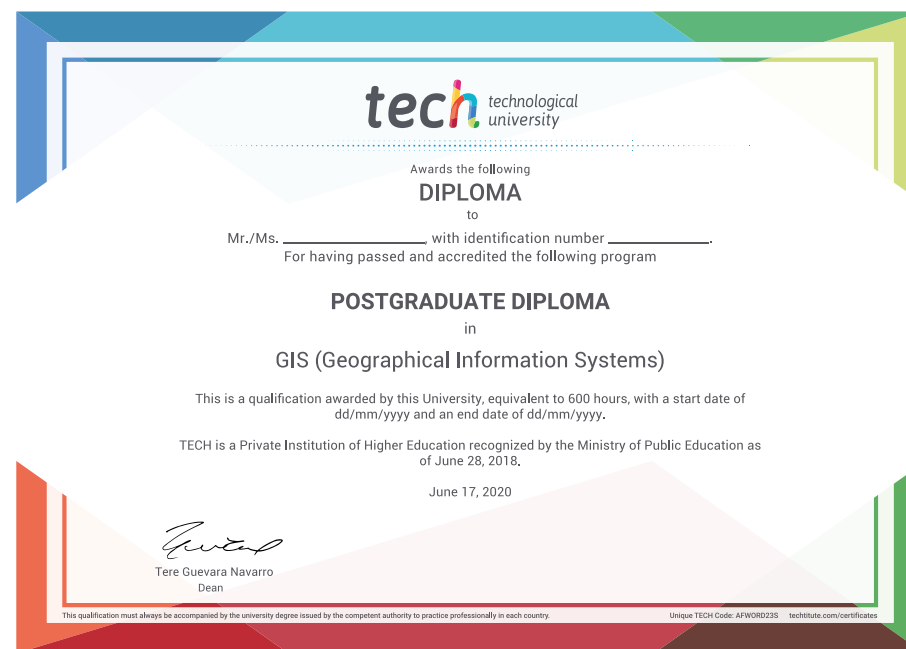 tech technological
university
Awards the following
DIPLOMA
to
Mr./Ms. ____________________, with identification number ______________.
For having passed and accredited the following program
POSTGRADUATE DIPLOMA
in
GIS (Geographical Information Systems)
This is a qualification awarded by this University, equivalent to 600 hours, with a start date of
dd/mm/yyyy and an end date of dd/mm/yyyy.
TECH is a Private Institution of Higher Education recognized by the Ministry of Public Education as
of June 28, 2018.
June 17, 2020
Tere Guevara Navarro
Dean
This qualification must always be accompanied by the university degree issued by the competent authority to practice professionally in each country. Unique TECH Code: AFWORD23S techtitute.com/certificates